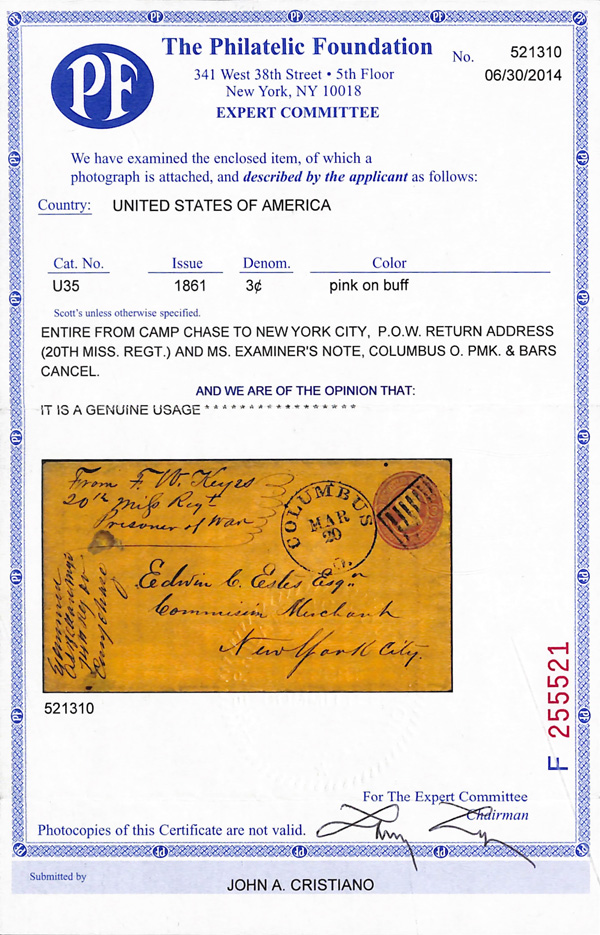 PF
The Philatelic Foundation
341 West 38th Street • 5th Floor
New York, NY 10018
EXPERT COMMITTEE
No. 521310
06/30/2014
We have examined the enclosed item, of which a
photograph is attached, and described by the applicant as follows:
Country: UNITED STATES OF AMERICA
Cat. No. Issue Denom. Color
U35 1861 3¢ pink on buff
Scott's unless otherwise specified.
ENTIRE FROM CAMP CHASE TO NEW YORK CITY, P.O.W. RETURN ADDRESS
(20TH MISS. REGT.) AND MS. EXAMINER'S NOTE, COLUMBUS O. PMK. & BARS
CANCEL.
AND WE ARE OF THE OPINION THAT:
IT IS A GENUINE USAGE * * * * * * * * * * * * * * * * *
From F. W. Keyes
20th Miss Regt
Prisoner of War
COLUMBUS
MAR
20
O.
Edwin C. Estes Esqr
Commission Merchant
New York City.
Camp Chase
521310
F 255521
For The Expert Committee
Chairman
Photocopies of this Certificate are not valid.
Submitted by
JOHN A. CRISTIANO